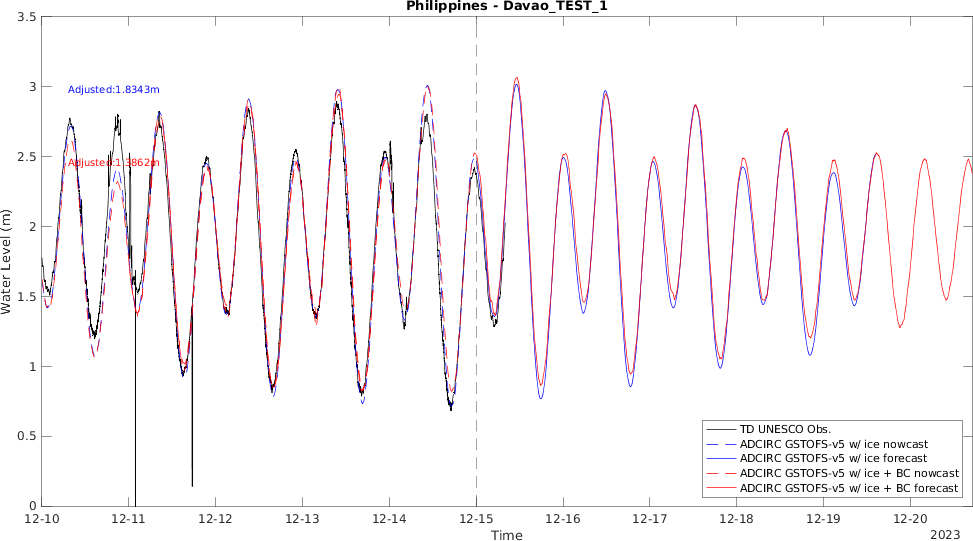 Philippines - Davao_TEST_1
3.5
3
2.5
2
1.5
1
0.5
0
Water Level (m)
Adjusted:1.8343m
Adjusted:1.3862m
TD UNESCO Obs.
ADCIRC GSTOFS-v5 w/ ice nowcast
ADCIRC GSTOFS-v5 w/ ice forecast
ADCIRC GSTOFS-v5 w/ ice + BC nowcast
ADCIRC GSTOFS-v5 w/ ice + BC forecast
12-10 12-11 12-12 12-13 12-14 12-15 12-16 12-17 12-18 12-19 12-20
Time
2023